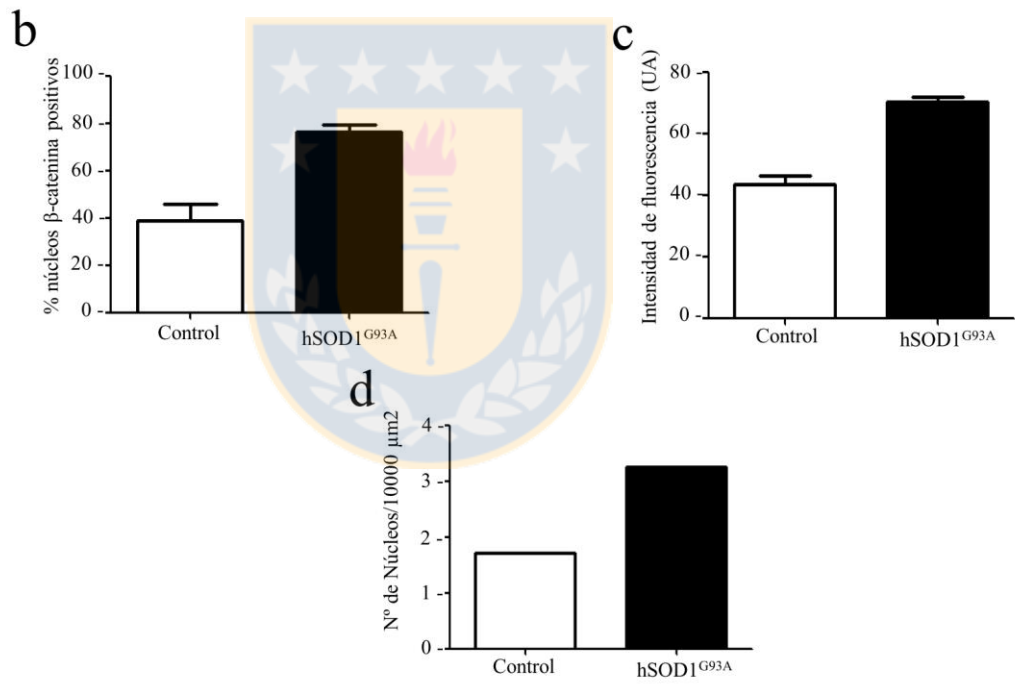 b
% núcleos β-catenina positivos
100
80
60
40
20
0
Control
hSOD1ᴳ⁹³ᴬ
c
Intensidad de fluorescencia (UA)
80
60
40
20
0
Control
hSOD1ᴳ⁹³ᴬ
d
Nº de Núcleos/10000 µm2
4
3
2
1
0
Control
hSOD1ᴳ⁹³ᴬ